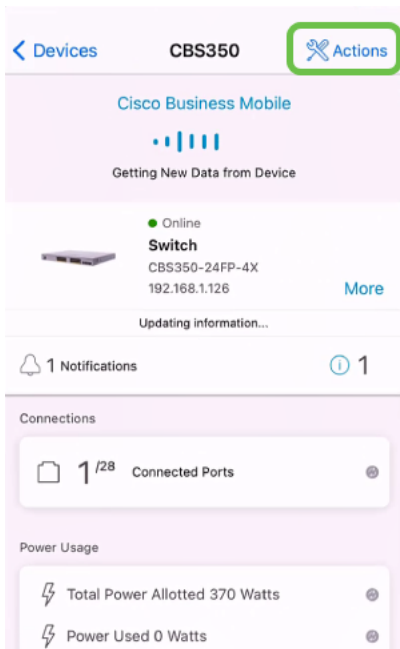 Devices
CBS350
Actions
Cisco Business Mobile
Getting New Data from Device
Online
Switch
CBS350-24FP-4X
192.168.1.126
More
Updating information...
1 Notifications
1
Connections
1/28 Connected Ports
Power Usage
Total Power Allotted 370 Watts
Power Used 0 Watts